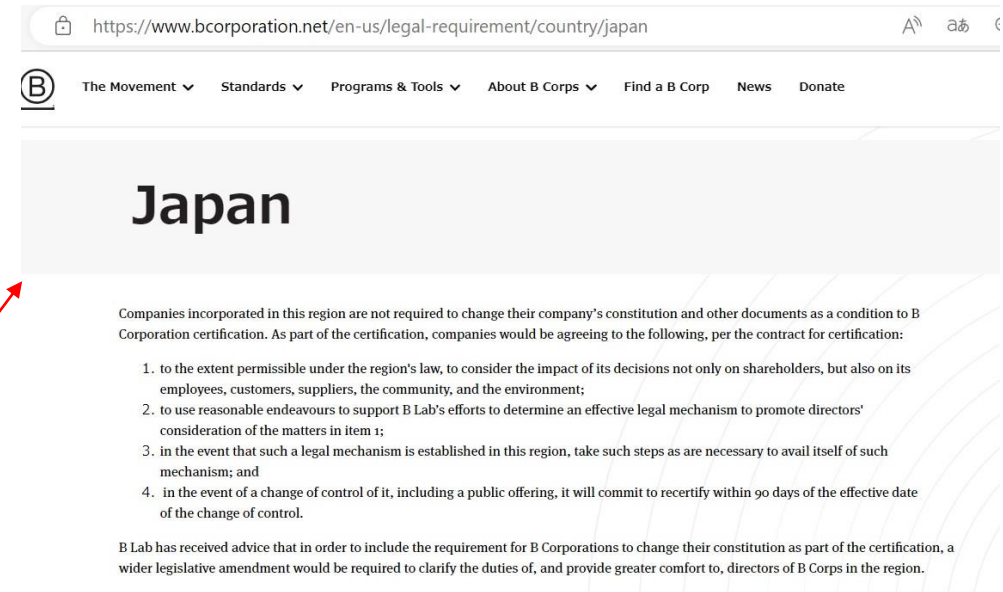 https://www.bcorporation.net/en-us/legal-requirement/country/japan
A aあ
B The Movement Standards Programs & Tools About B Corps Find a B Corp News Donate
Japan
Companies incorporated in this region are not required to change their company's constitution and other documents as a condition to B
Corporation certification. As part of the certification, companies would be agreeing to the following, per the contract for certification:
1. to the extent permissible under the region's law, to consider the impact of its decisions not only on shareholders, but also on its
employees, customers, suppliers, the community, and the environment;
2. to use reasonable endeavours to support B Lab's efforts to determine an effective legal mechanism to promote directors'
consideration of the matters in item 1;
3. in the event that such a legal mechanism is established in this region, take such steps as are necessary to avail itself of such
mechanism; and
4. in the event of a change of control of it, including a public offering, it will commit to recertify within 90 days of the effective date
of the change of control.
B Lab has received advice that in order to include the requirement for B Corporations to change their constitution as part of the certification, a
wider legislative amendment would be required to clarify the duties of, and provide greater comfort to, directors of B Corps in the region.